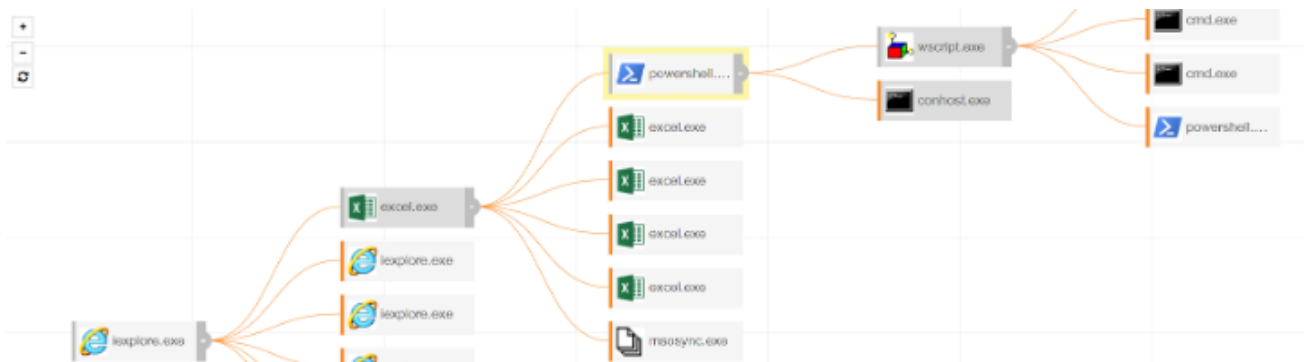 +
cmd.exe
wscript.exe
−
powershell....
cmd.exe
conhost.exe
excel.exe
powershell....
excel.exe
excel.exe
excel.exe
iexplore.exe
excel.exe
iexplore.exe
iexplore.exe
msosync.exe